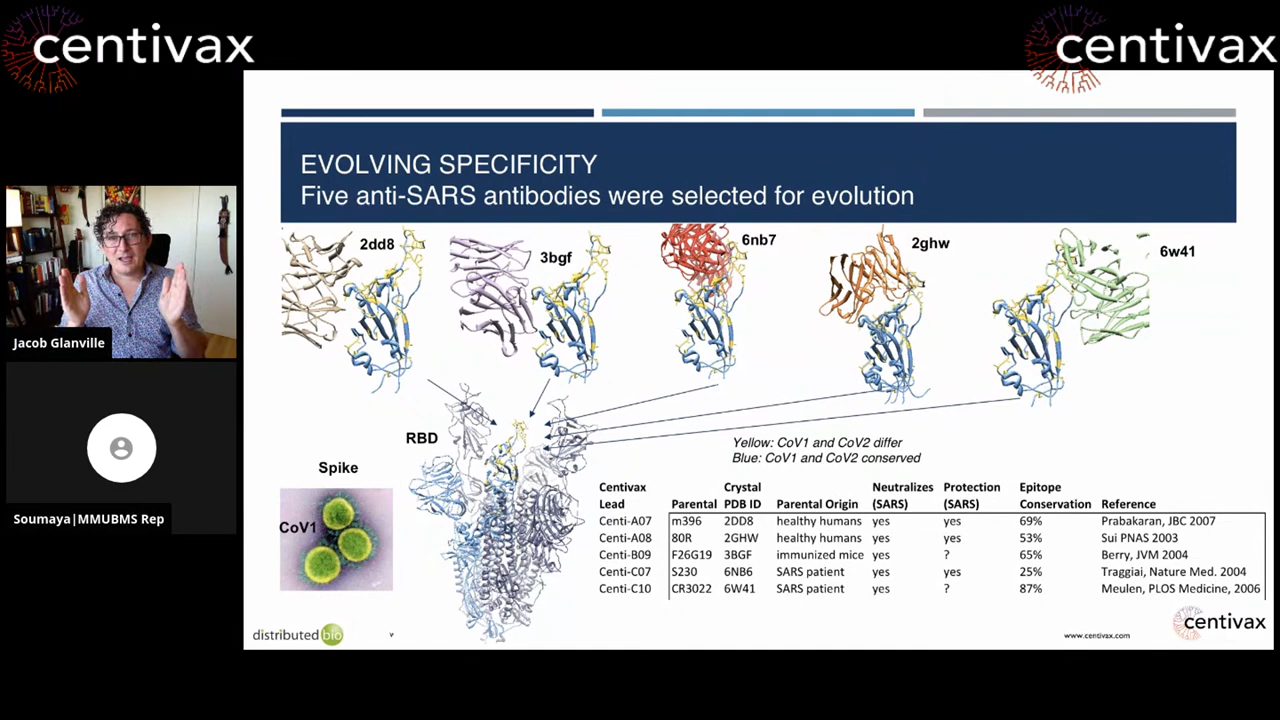 centivax
centivax
EVOLVING SPECIFICITY
Five anti-SARS antibodies were selected for evolution
2dd8
3bgf
6nb7
2ghw
6w41
Jacob Glanville
RBD
Yellow: CoV1 and CoV2 differ
Blue: CoV1 and CoV2 conserved
Spike
CoV1
Soumaya|MMUBMS Rep
Centivax Crystal Neutralizes Protection Epitope
Lead Parental PDB ID Parental Origin (SARS) (SARS) Conservation Reference
Centi-A07 m396 2DD8 healthy humans yes yes 69% Prabakaran, JBC 2007
Centi-A08 80R 2GHW healthy humans yes yes 53% Sui PNAS 2003
Centi-B09 F26G19 3BGF immunized mice yes ? 65% Berry, JVM 2004
Centi-C07 S230 6NB6 SARS patient yes yes 25% Traggiai, Nature Med. 2004
Centi-C10 CR3022 6W41 SARS patient yes ? 87% Meulen, PLOS Medicine, 2006
distributed bio
v
www.centivax.com
centivax